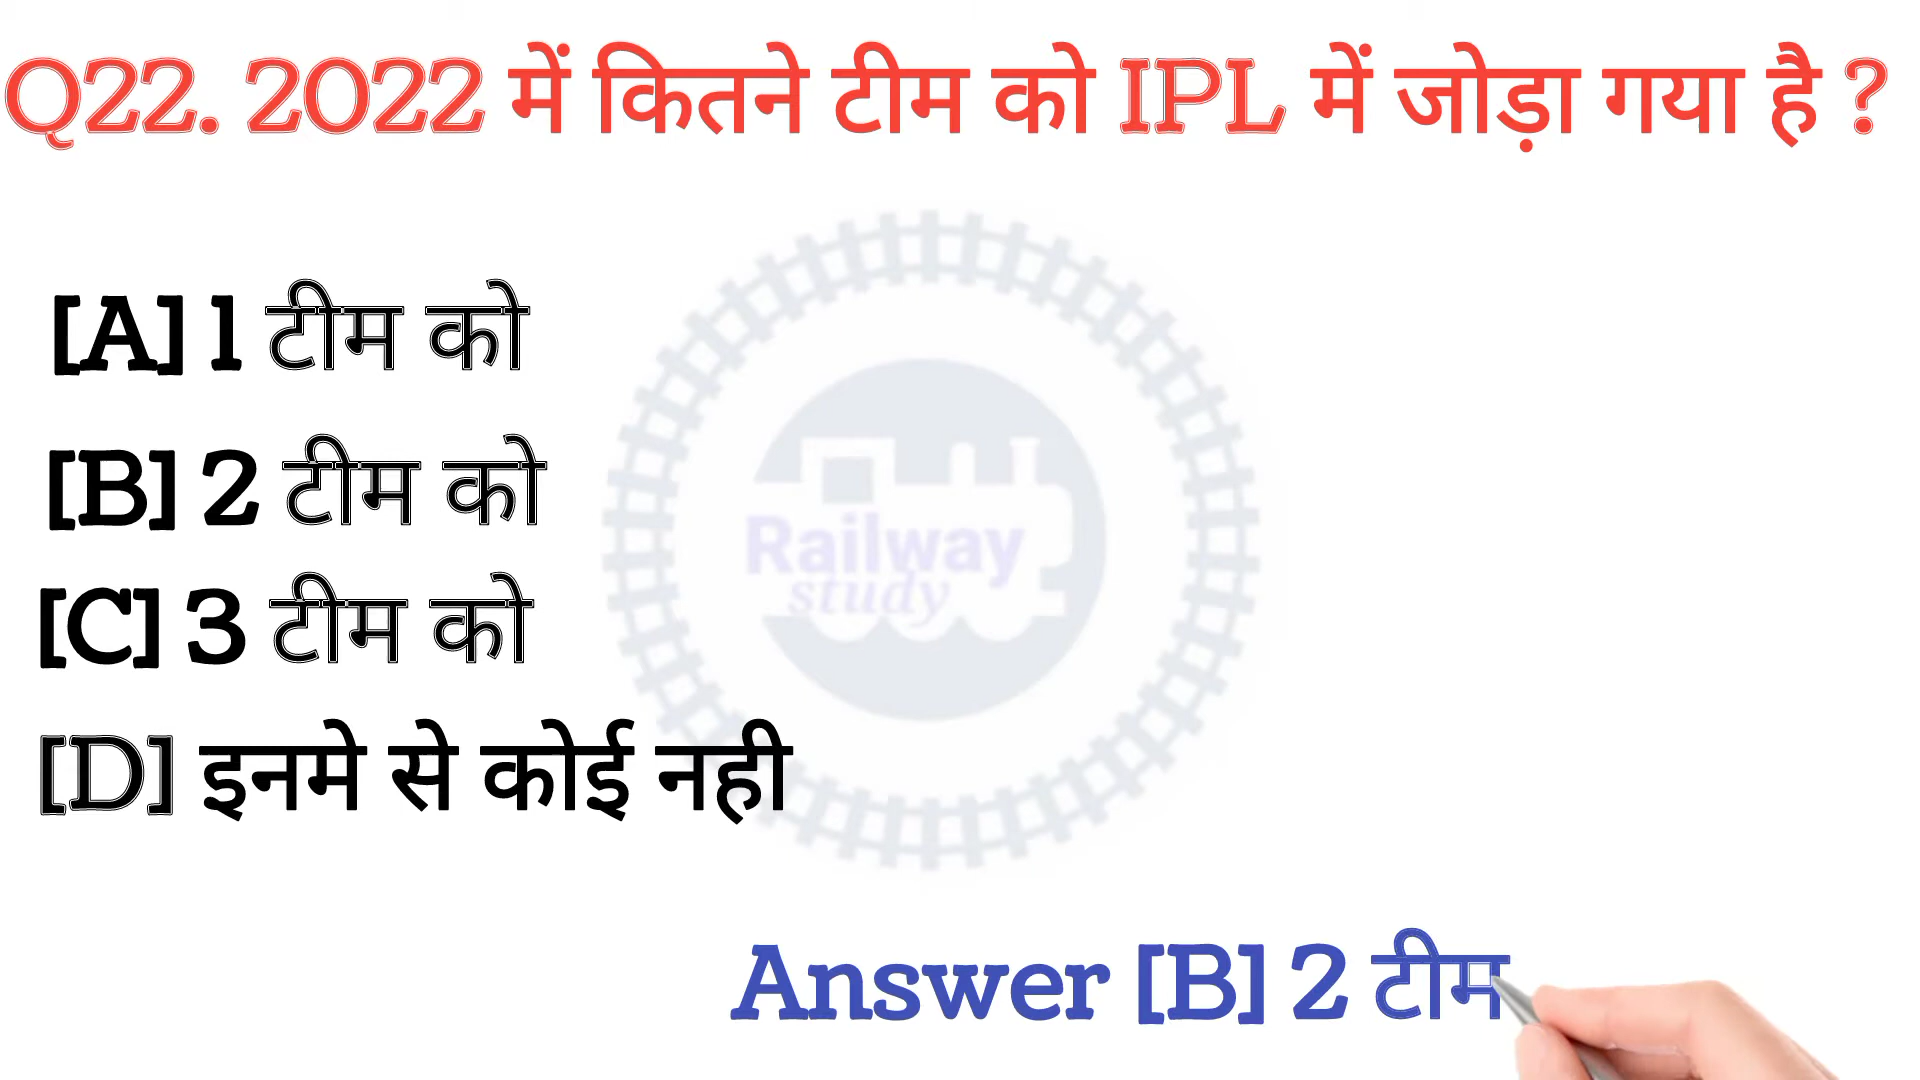 Q22. 2022 में कितने टीम को IPL में जोड़ा गया है ?
[A] 1 टीम को
[B] 2 टीम को
Railway
study
[C] 3 टीम को
[D] इनमे से कोई नही
Answer [B] 2 टीम